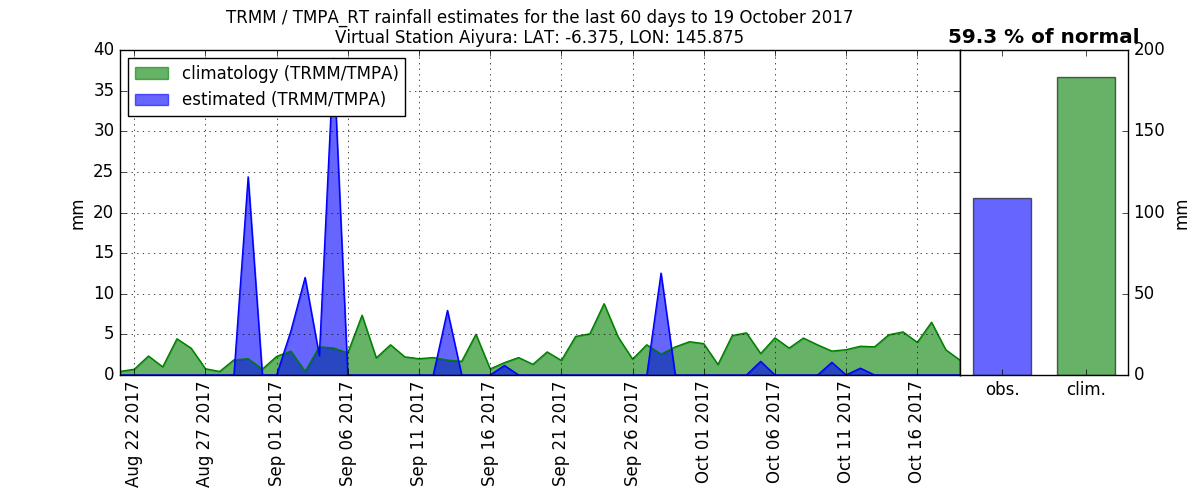 TRMM / TMPA_RT rainfall estimates for the last 60 days to 19 October 2017
Virtual Station Aiyura: LAT: -6.375, LON: 145.875
59.3 % of normal
climatology (TRMM/TMPA)
estimated (TRMM/TMPA)
40
35
30
25
20
15
10
5
0
mm
200
150
100
50
0
mm
Aug 22 2017
Aug 27 2017
Sep 01 2017
Sep 06 2017
Sep 11 2017
Sep 16 2017
Sep 21 2017
Sep 26 2017
Oct 01 2017
Oct 06 2017
Oct 11 2017
Oct 16 2017
obs.
clim.